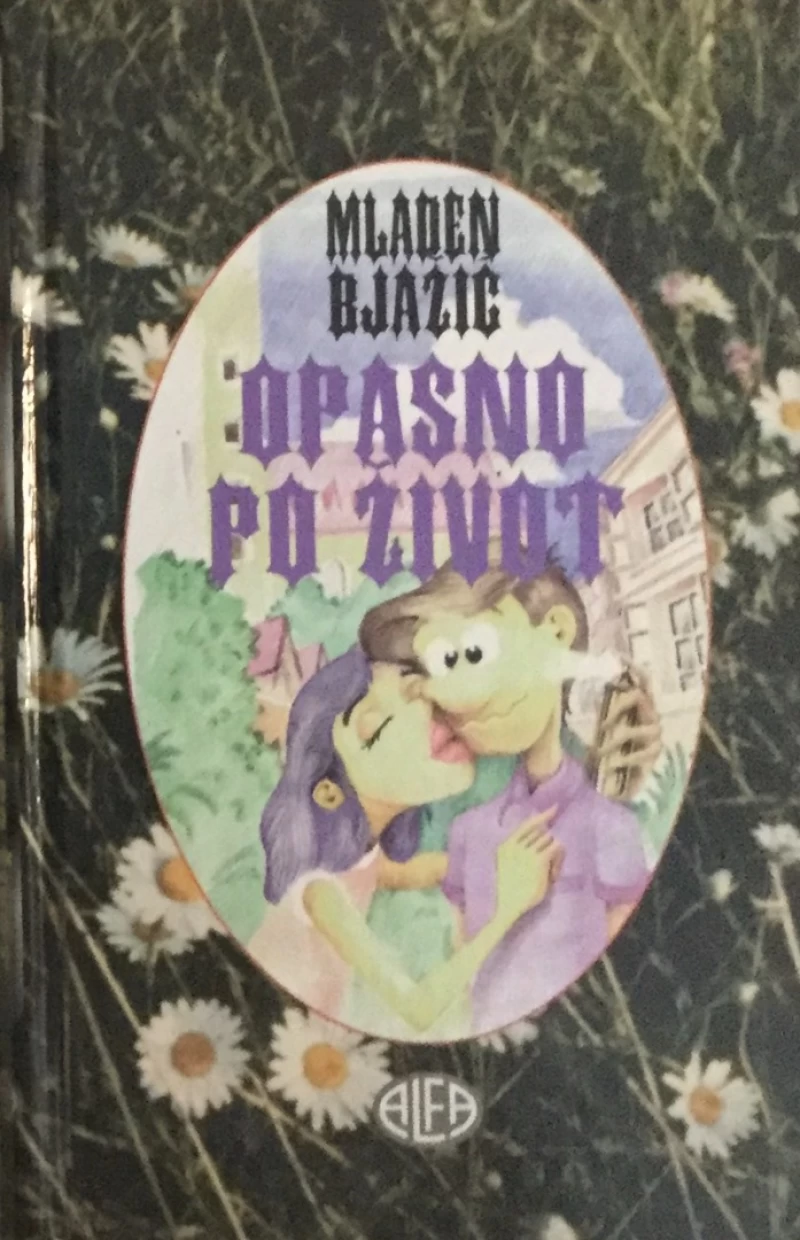 MLADEN
BJAŽIĆ
OPASNO
PO ŽIVOT
ALFA